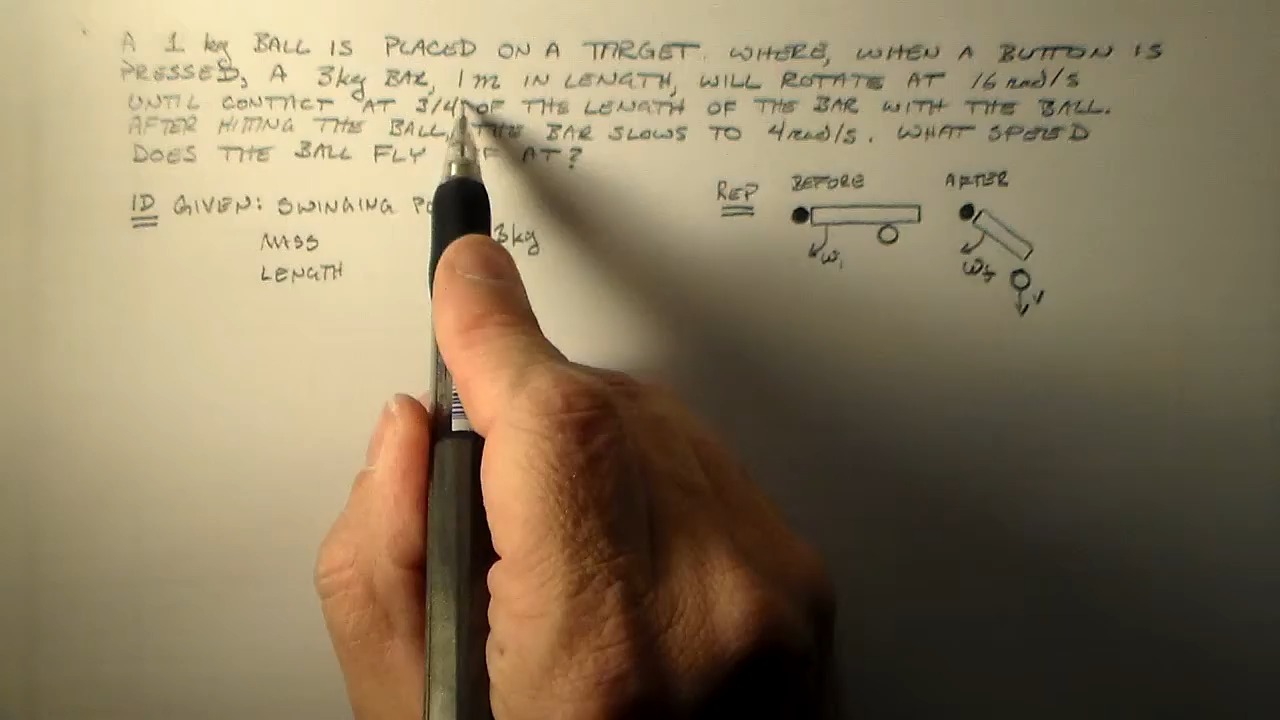 A 1 kg BALL IS PLACED ON A TARGET. WHERE, WHEN A BUTTON IS
PRESSED, A 3kg BAR, 1m IN LENGTH, WILL ROTATE AT 16 rad/s
UNTIL CONTACT AT 3/4 OF THE LENGTH OF THE BAR WITH THE BALL.
AFTER HITTING THE BALL, THE BAR SLOWS TO 4 rad/s. WHAT SPEED
DOES THE BALL FLY AT?
ID GIVEN: SWINGING
MASS 3kg
LENGTH
REP BEFORE AFTER
ω₁ ωf
V